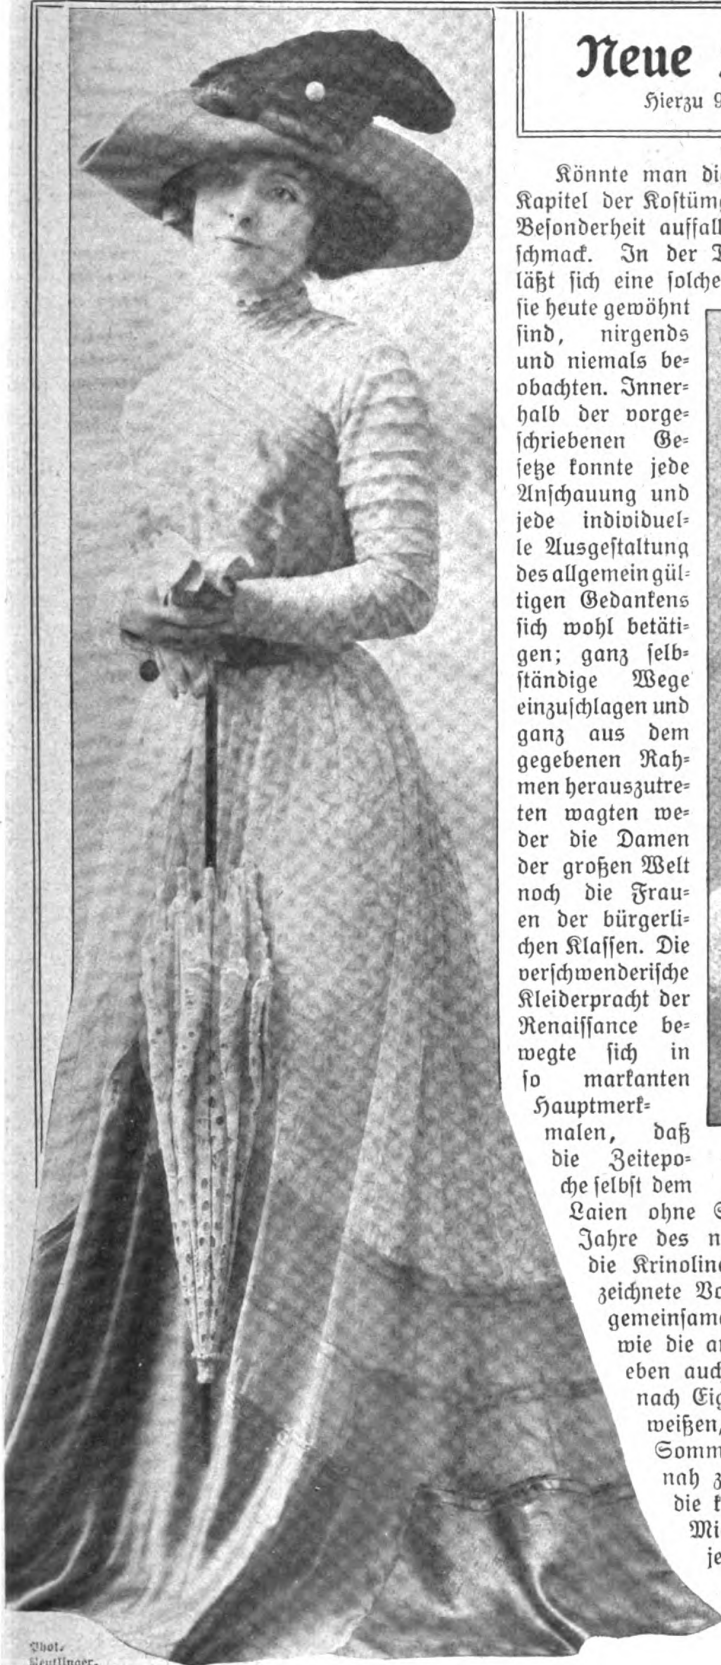 Neue
Hierzu 9
Könnte man di
Kapitel der Kostüm
Besonderheit auffall
schmack. In der
läßt sich eine solche
sie heute gewöhnt
sind, nirgends
und niemals be-
obachten. Inner-
halb der vorge-
schriebenen Ge-
setze konnte jede
Anschauung und
jede individuel-
le Ausgestaltung
des allgemein gül-
tigen Gedankens
sich wohl betäti-
gen; ganz selb-
ständige Wege
einzuschlagen und
ganz aus dem
gegebenen Rah-
men herauszutre-
ten wagten we-
der die Damen
der großen Welt
noch die Frau-
en der bürgerli-
chen Klassen. Die
verschwenderische
Kleiderpracht der
Renaissance be-
wegte sich in
so markanten
Hauptmerk-
malen, daß
die Zeitepo-
che selbst dem
Laien ohne
Jahre des n
die Krinoline
zeichnete Vo
gemeinsame
wie die a
eben auch
nach Eig
weißen,
Somm
nah z
die k
Mi
je
Phot.
Reutlinger.